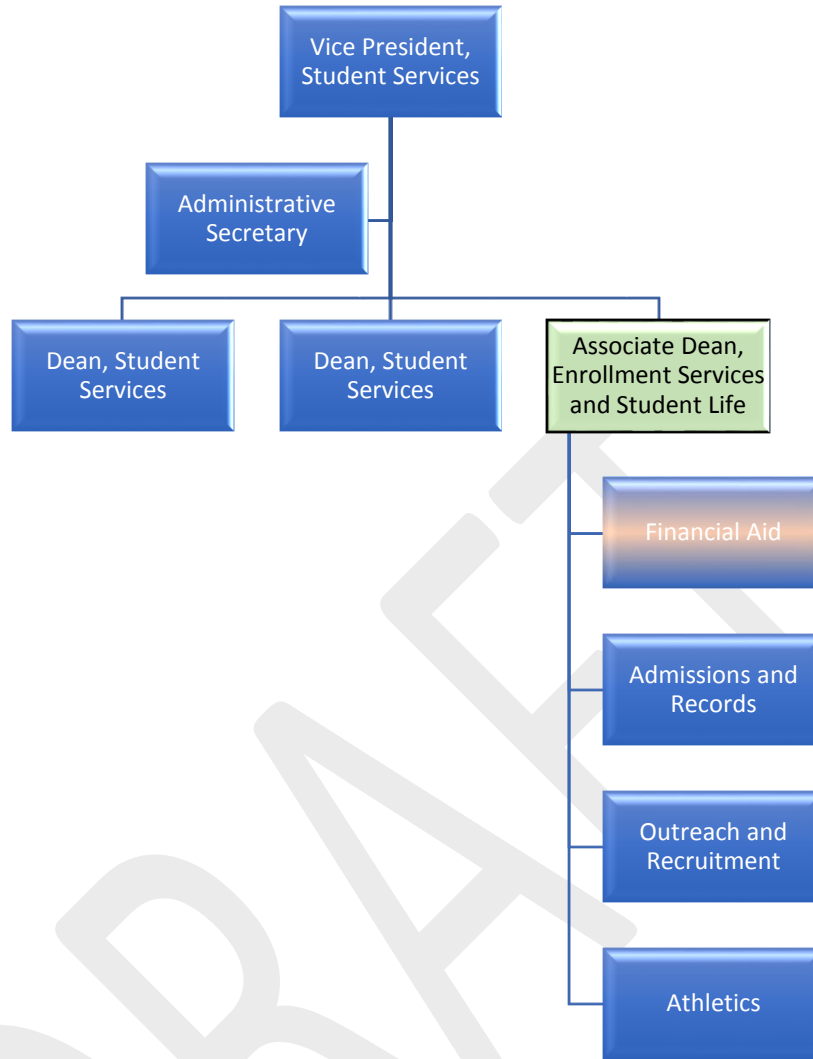 Vice President,
Student Services
Administrative
Secretary
Dean, Student
Services
Dean, Student
Services
Associate Dean,
Enrollment Services
and Student Life
Financial Aid
Admissions and
Records
Outreach and
Recruitment
Athletics
DRAFT